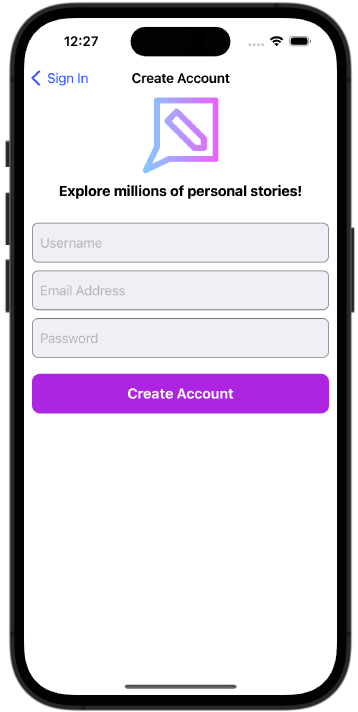 12:27
Sign In
Create Account
Explore millions of personal stories!
Username
Email Address
Password
Create Account